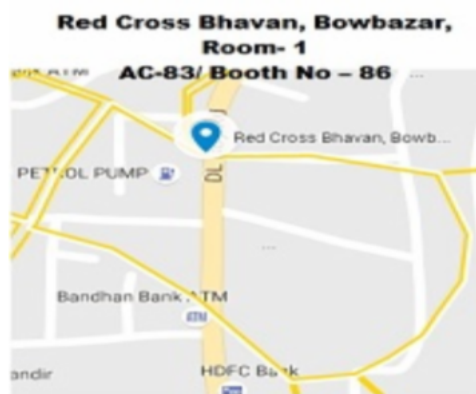 Red Cross Bhavan, Bowbazar,
Room- 1
AC-83/ Booth No – 86
Red Cross Bhavan, Bowb...
PETROL PUMP
DL
Bandhan Bank ATM
andir
HDFC Bank